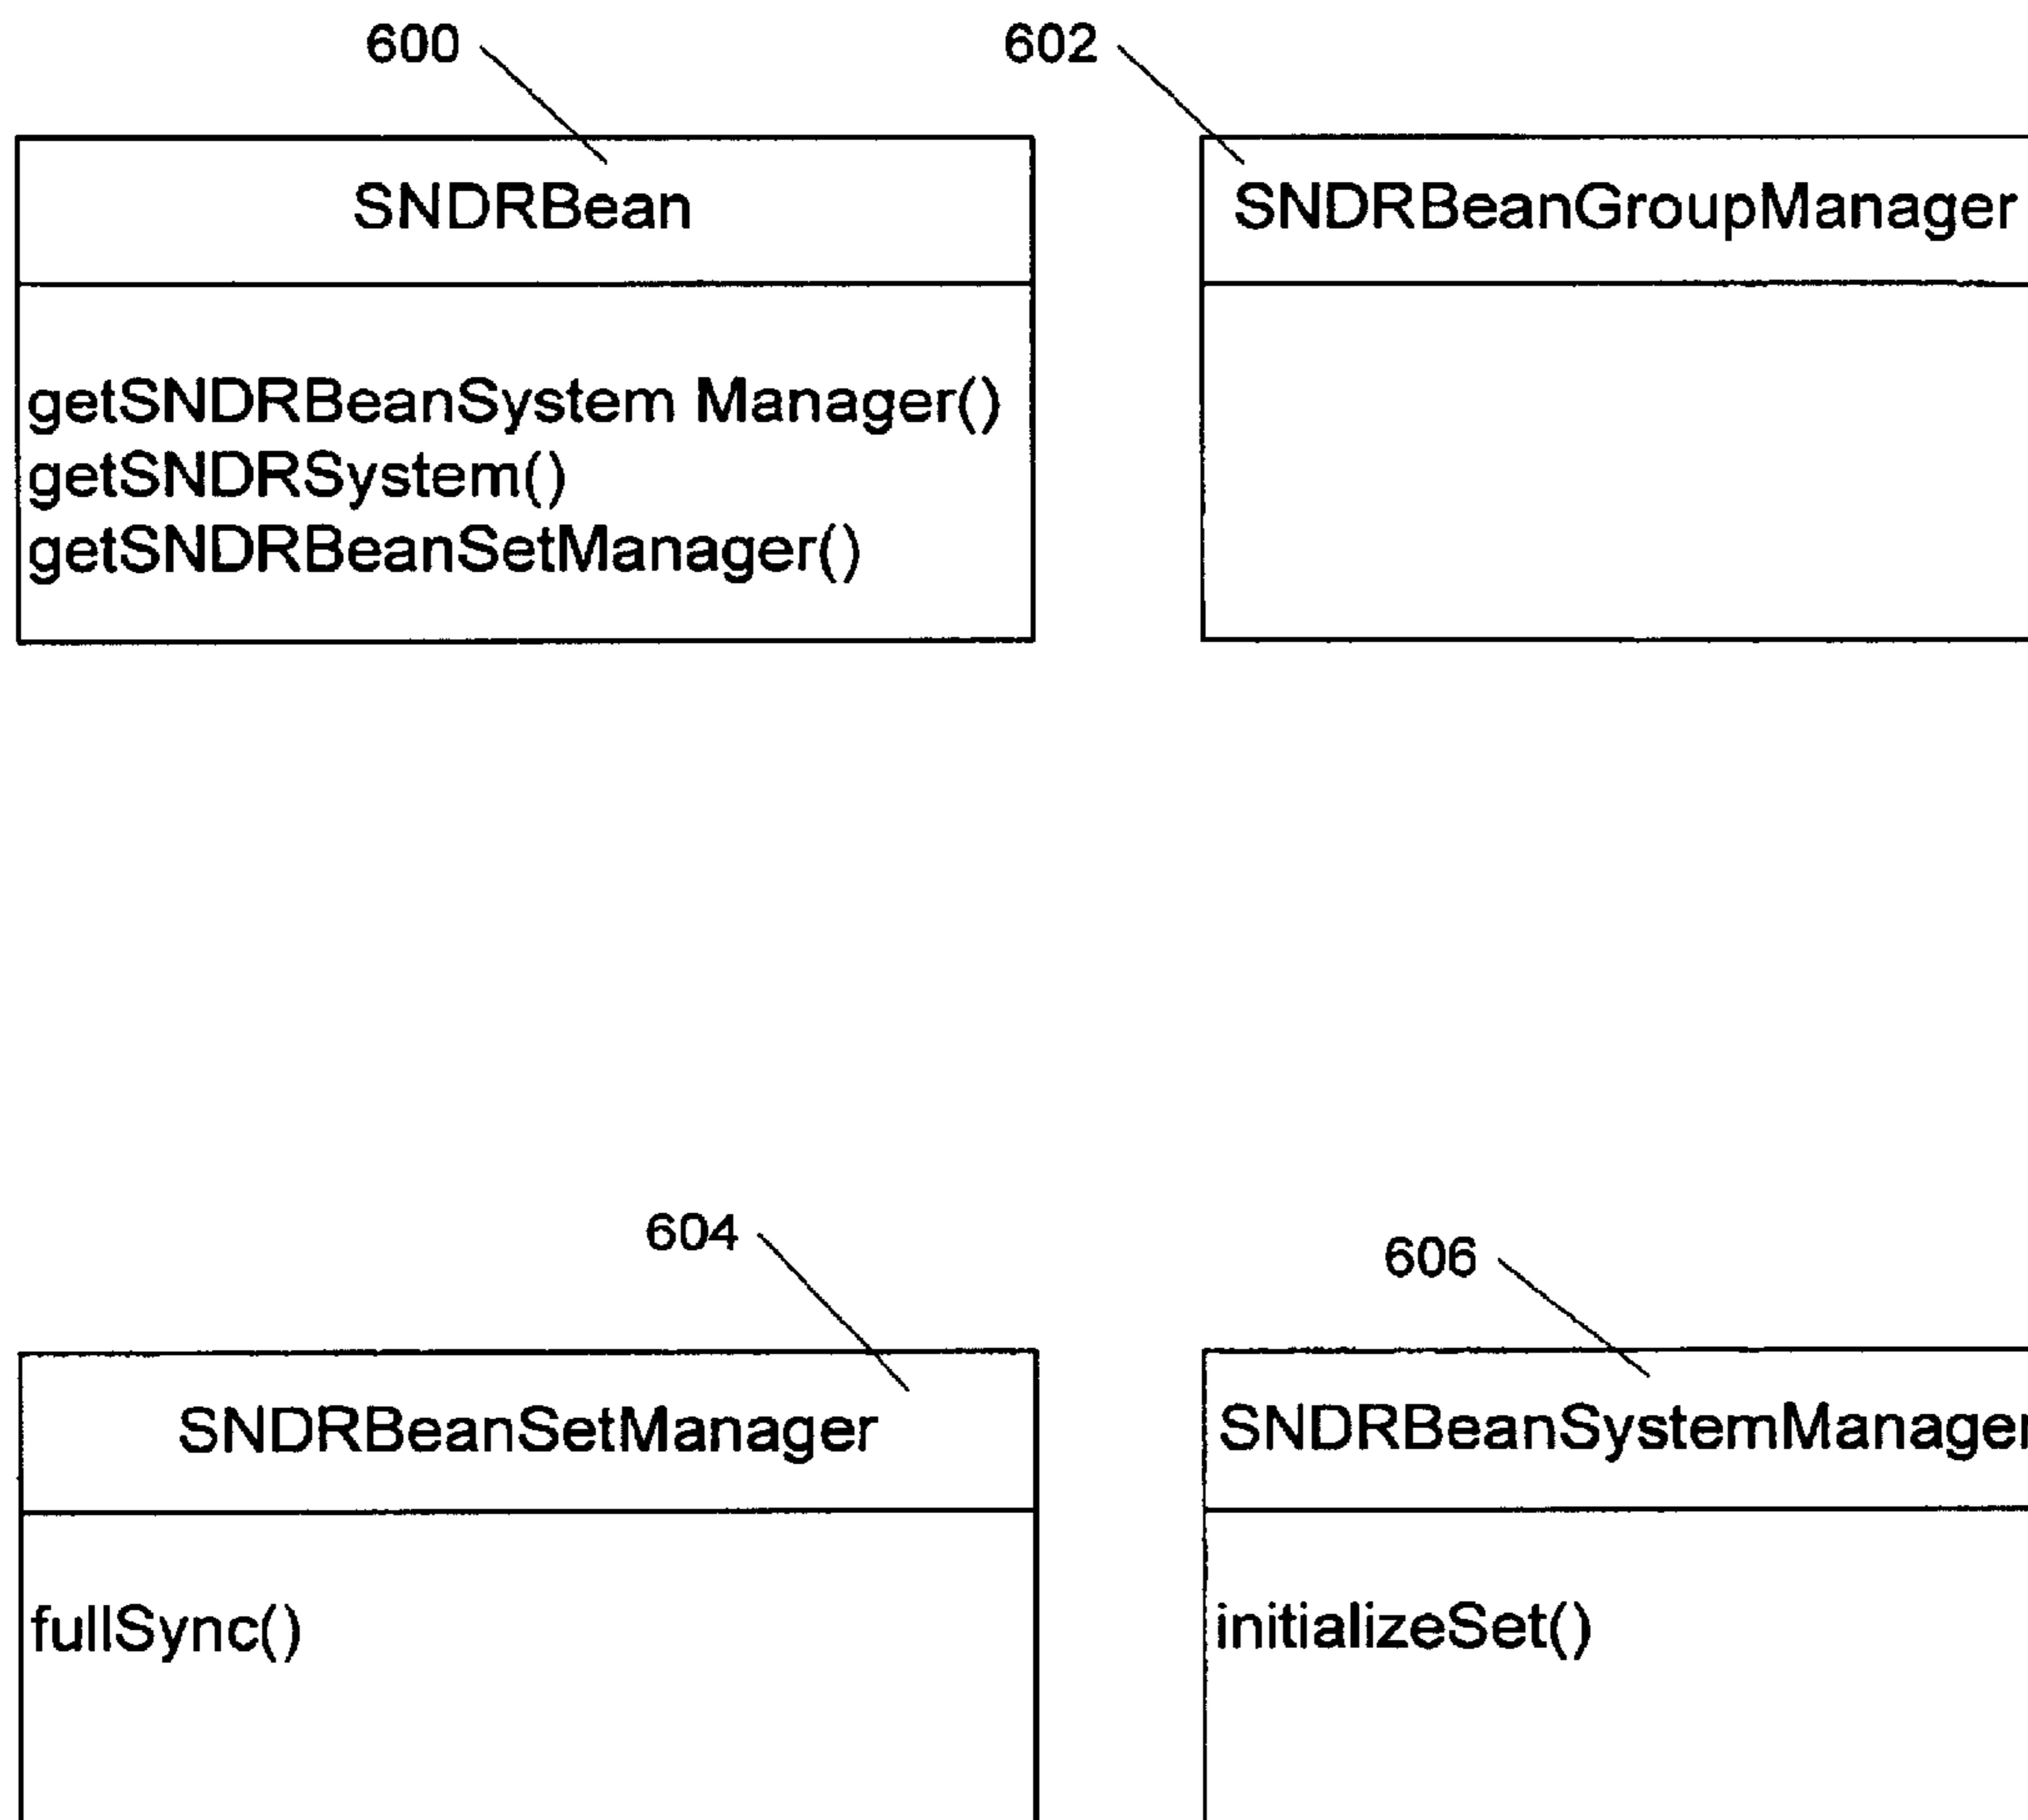 600
602
SNDRBean
SNDRBeanGroupManager
getSNDRBeanSystem Manager()
getSNDRSystem()
getSNDRBeanSetManager()
604
606
SNDRBeanSetManager
SNDRBeanSystemManager
fullSync()
initializeSet()